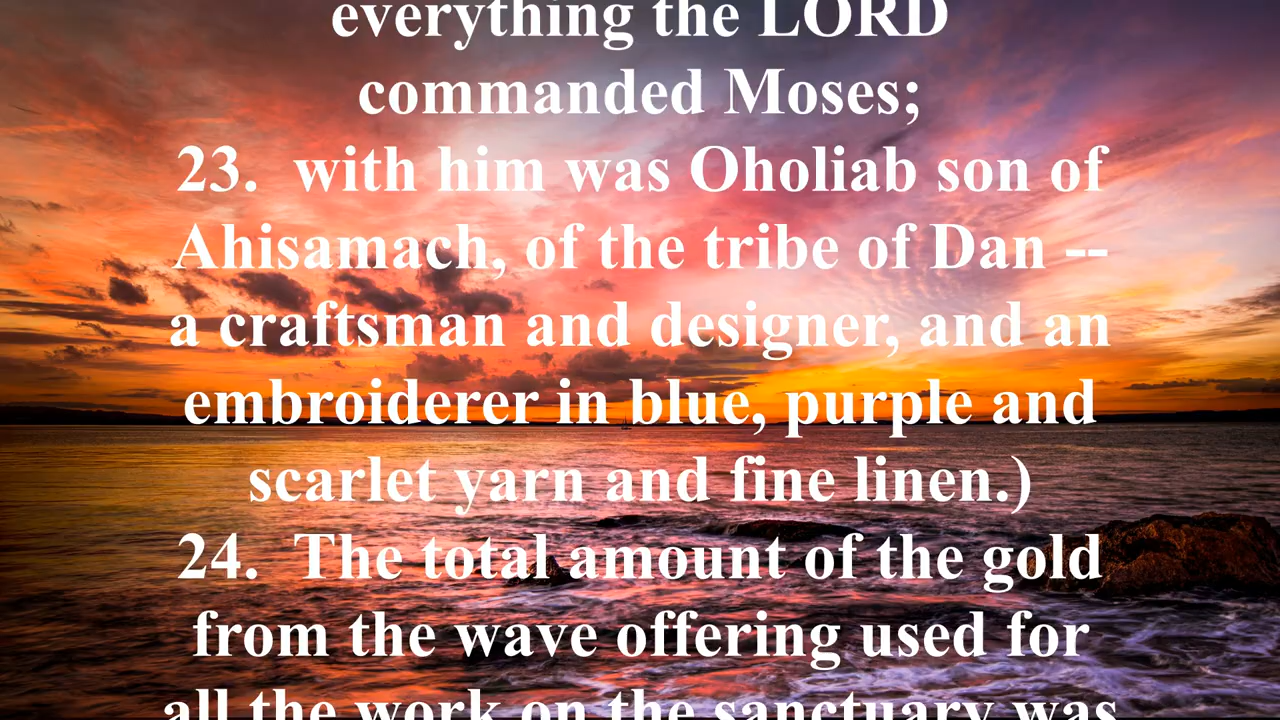 everything the LORD
commanded Moses;
23.  with him was Oholiab son of
Ahisamach, of the tribe of Dan --
a craftsman and designer, and an
embroiderer in blue, purple and
scarlet yarn and fine linen.)
24.  The total amount of the gold
from the wave offering used for
all the work on the sanctuary was